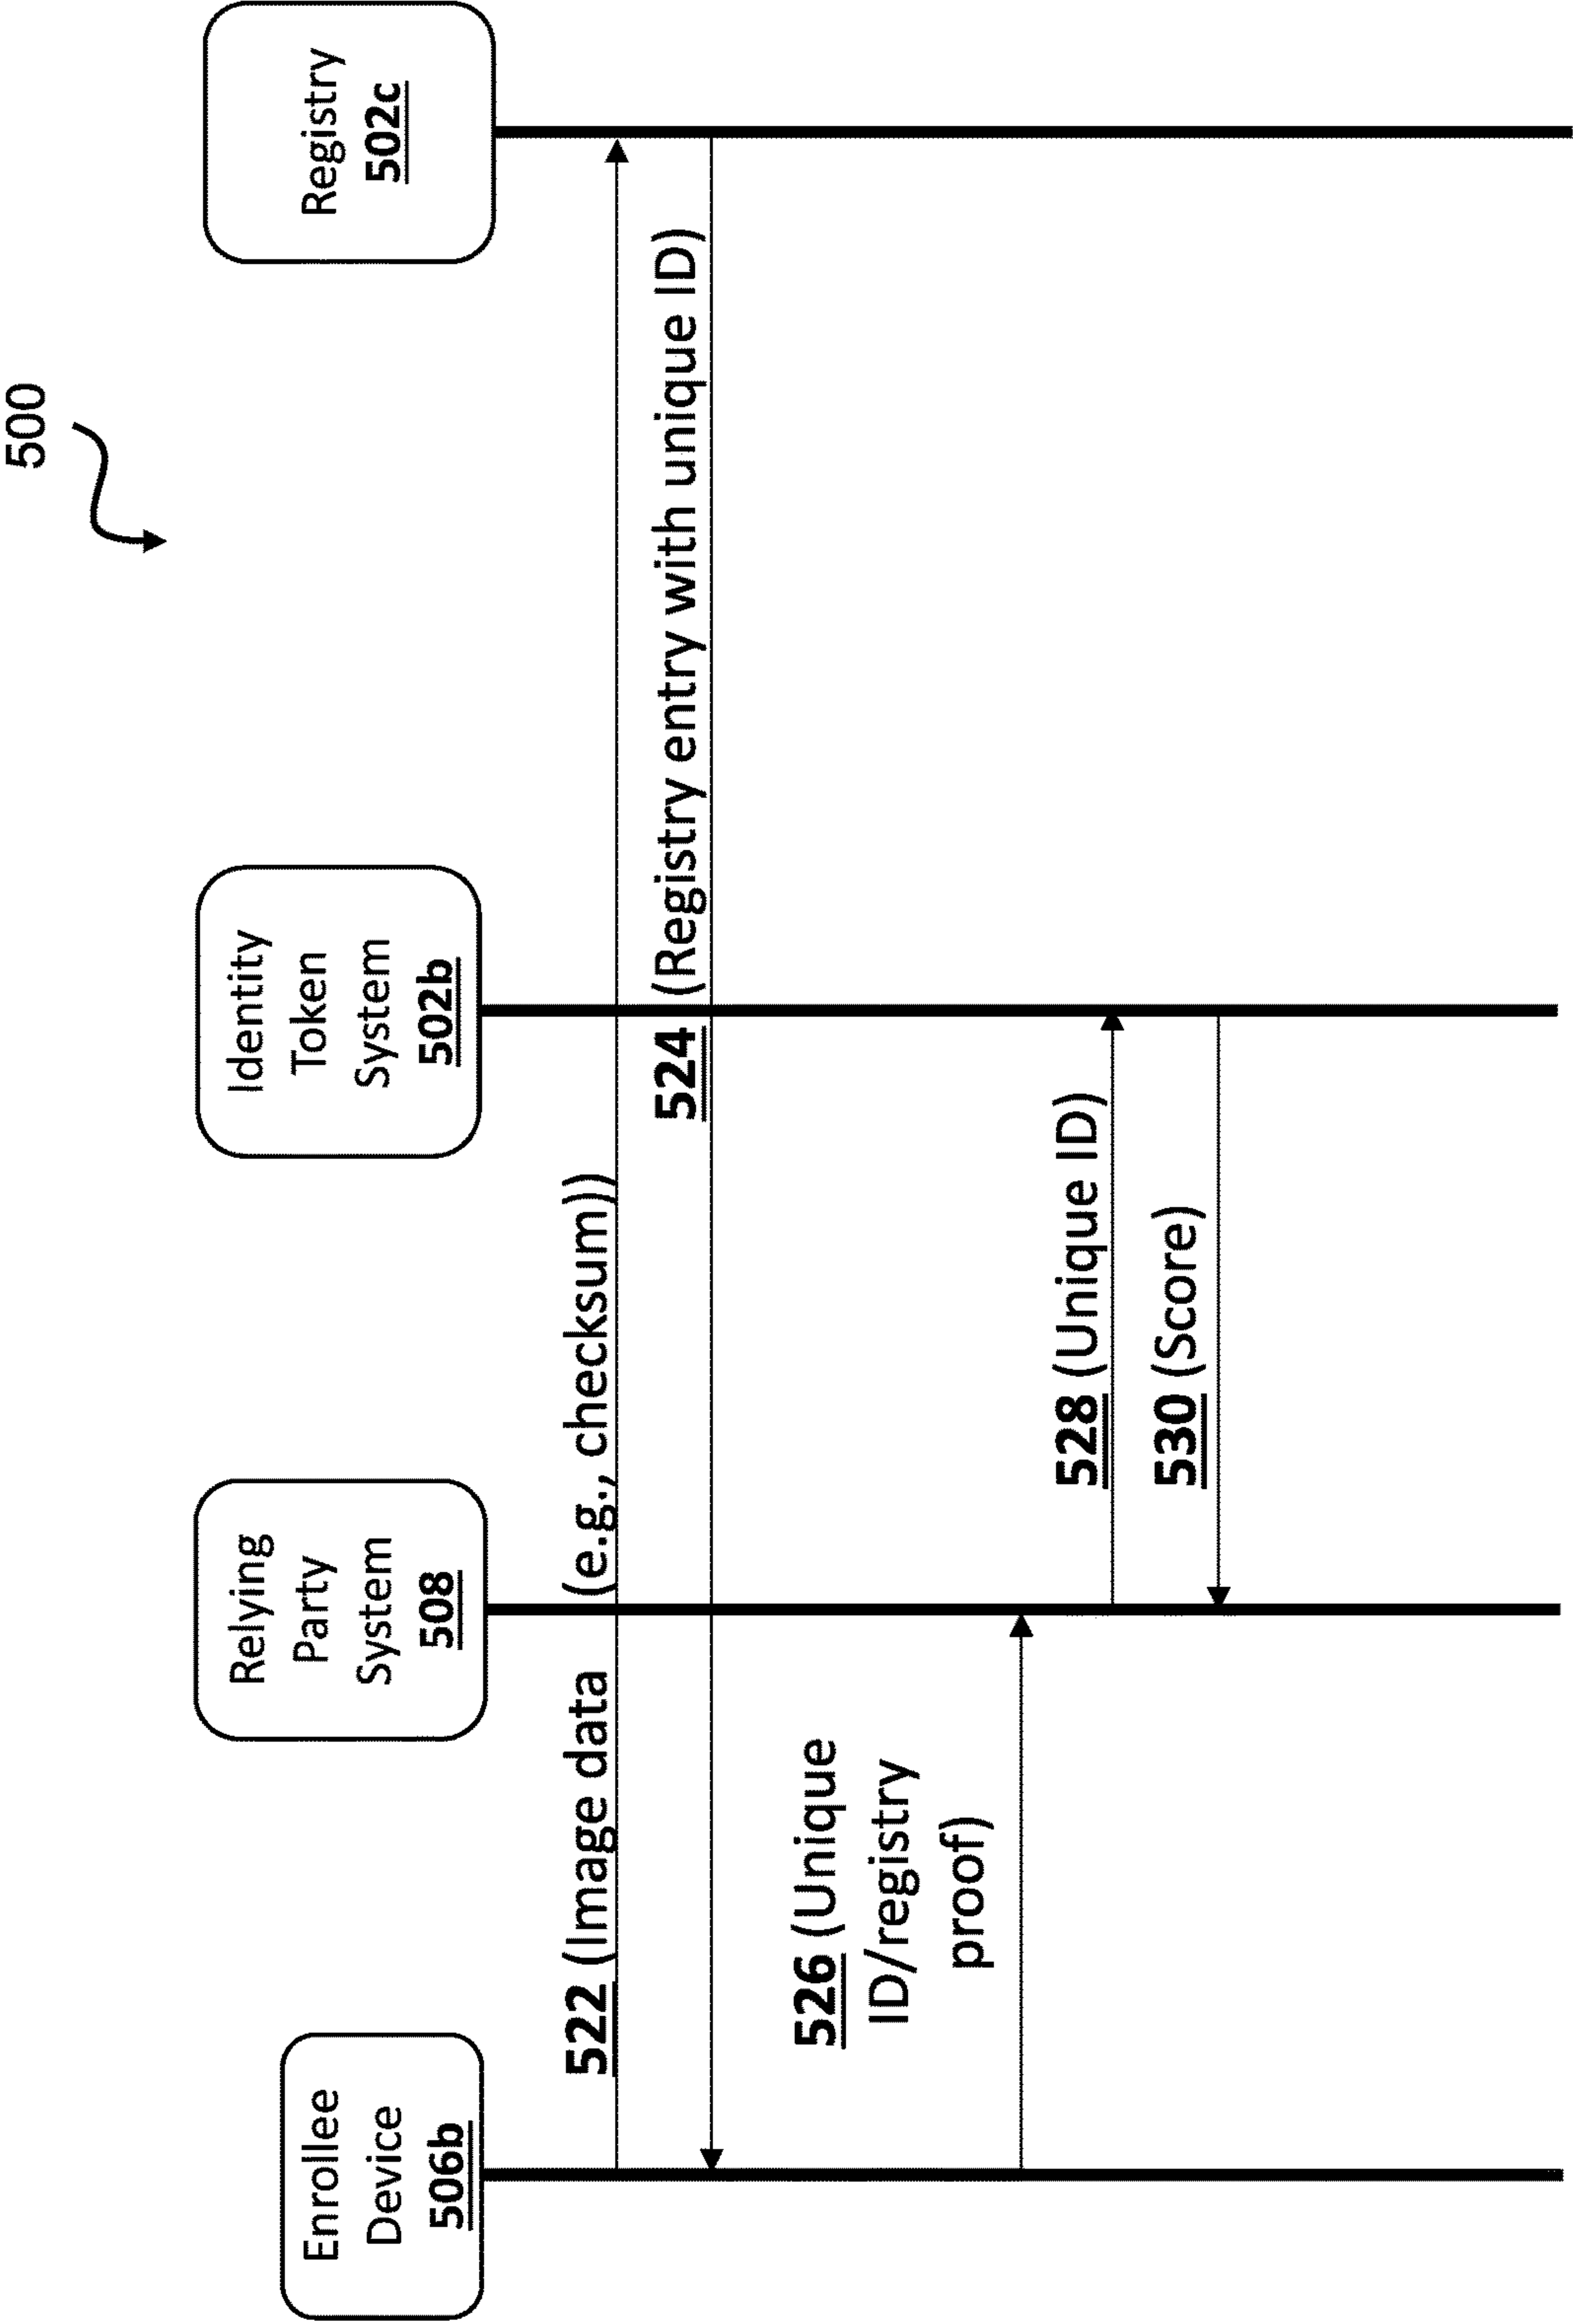 500
Enrollee
Device
506b
Relying
Party
System
508
Identity
Token
System
502b
Registry
502c
522 (Image data (e.g., checksum))
524 (Registry entry with unique ID)
526 (Unique
ID/registry
proof)
528 (Unique ID)
530 (Score)